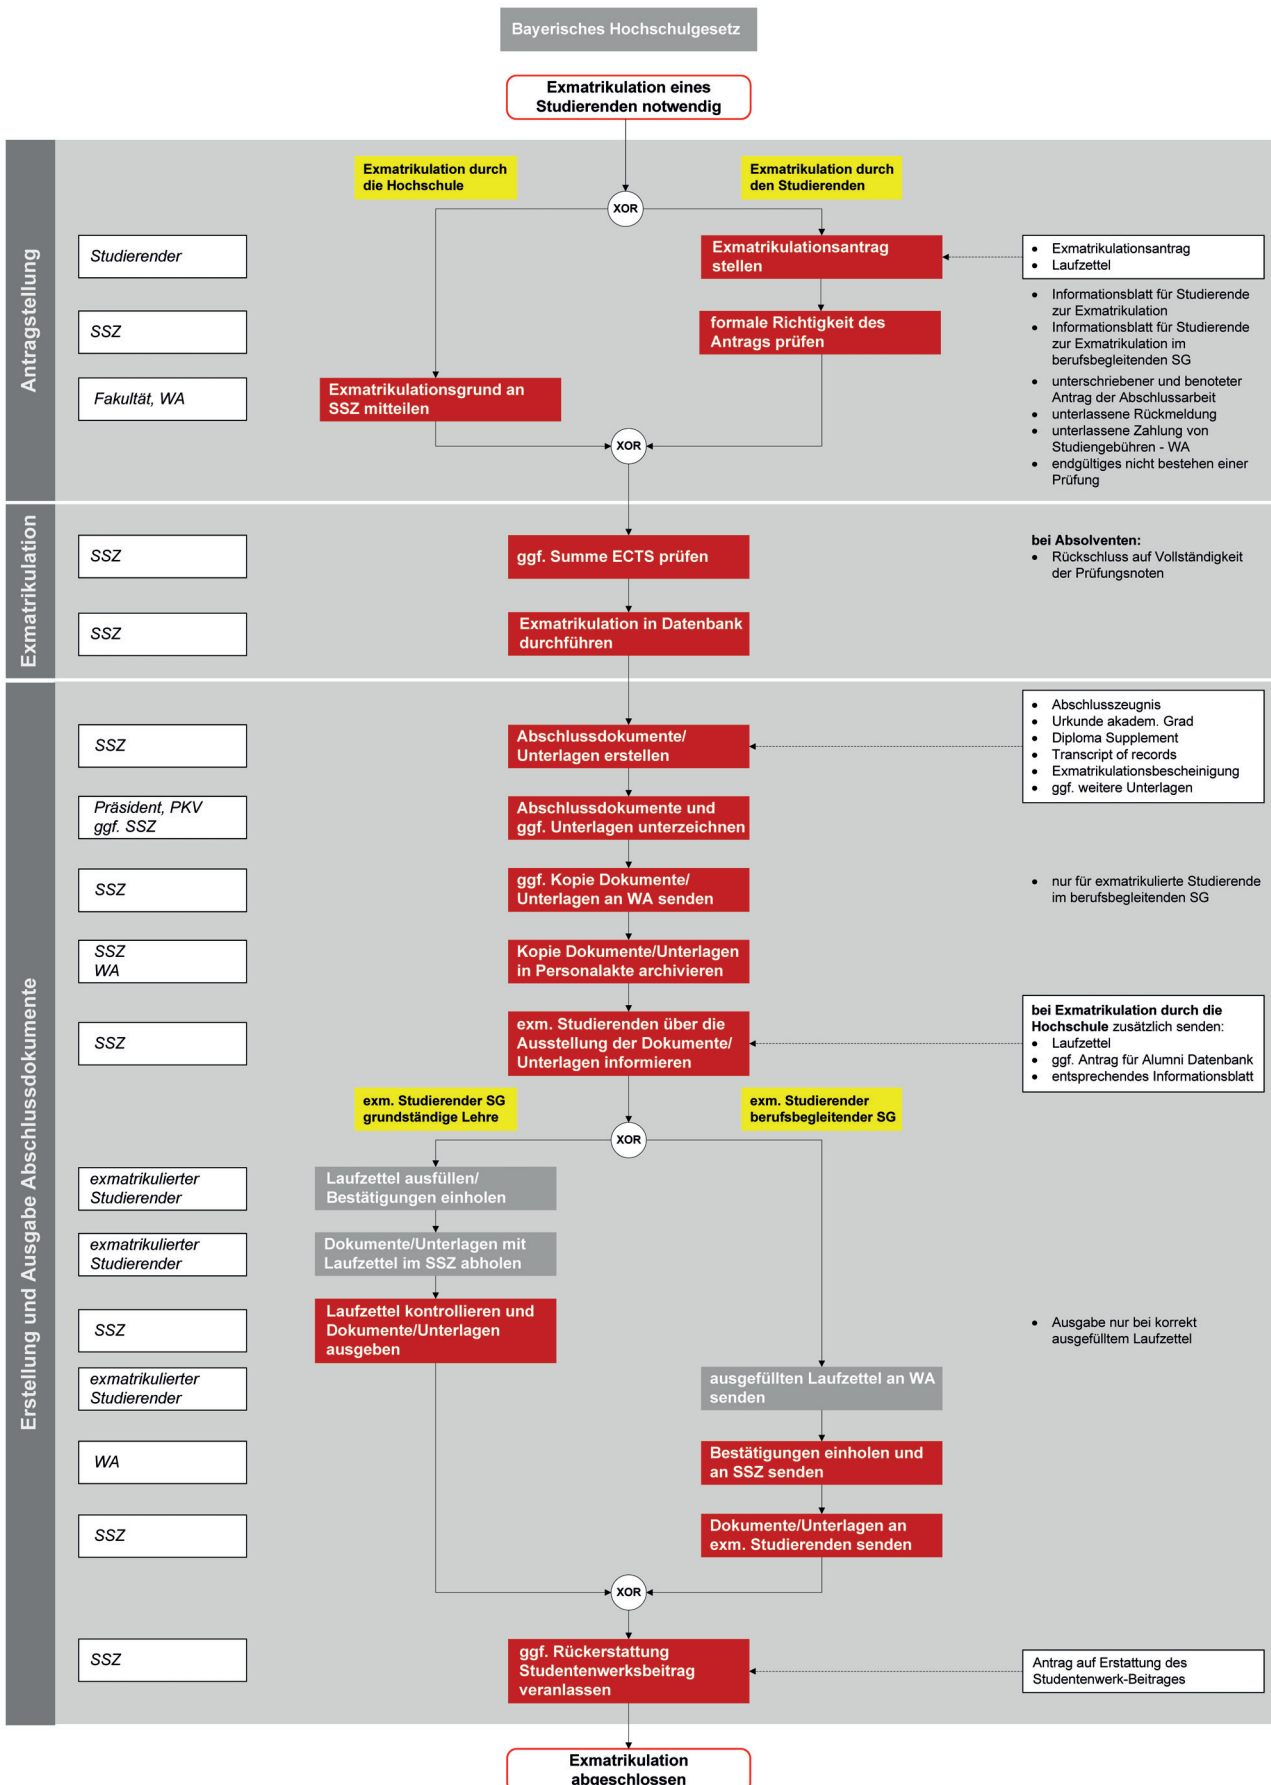 Bayerisches Hochschulgesetz
Exmatrikulation eines
Studierenden notwendig
Antragstellung
Exmatrikulation durch
die Hochschule
Exmatrikulation durch
den Studierenden
XOR
Studierender
Exmatrikulationsantrag
stellen
• Exmatrikulationsantrag
• Laufzettel
• Informationsblatt für Studierende
zur Exmatrikulation
• Informationsblatt für Studierende
zur Exmatrikulation im
berufsbegleitenden SG
SSZ
formale Richtigkeit des
Antrags prüfen
Fakultät, WA
Exmatrikulationsgrund an
SSZ mitteilen
• unterschriebener und benoteter
Antrag der Abschlussarbeit
• unterlassene Rückmeldung
• unterlassene Zahlung von
Studiengebühren - WA
• endgültiges nicht bestehen einer
Prüfung
XOR
Exmatrikulation
SSZ
ggf. Summe ECTS prüfen
bei Absolventen:
• Rückschluss auf Vollständigkeit
der Prüfungsnoten
SSZ
Exmatrikulation in Datenbank
durchführen
Erstellung und Ausgabe Abschlussdokumente
SSZ
Abschlussdokumente/
Unterlagen erstellen
• Abschlusszeugnis
• Urkunde akadem. Grad
• Diploma Supplement
• Transcript of records
• Exmatrikulationsbescheinigung
• ggf. weitere Unterlagen
Präsident, PKV
ggf. SSZ
Abschlussdokumente und
ggf. Unterlagen unterzeichnen
SSZ
ggf. Kopie Dokumente/
Unterlagen an WA senden
• nur für exmatrikulierte Studierende
im berufsbegleitenden SG
SSZ
WA
Kopie Dokumente/Unterlagen
in Personalakte archivieren
SSZ
exm. Studierenden über die
Ausstellung der Dokumente/
Unterlagen informieren
bei Exmatrikulation durch die
Hochschule zusätzlich senden:
• Laufzettel
• ggf. Antrag für Alumni Datenbank
• entsprechendes Informationsblatt
exm. Studierender SG
grundständige Lehre
exm. Studierender
berufsbegleitender SG
XOR
exmatrikulierter
Studierender
Laufzettel ausfüllen/
Bestätigungen einholen
exmatrikulierter
Studierender
Dokumente/Unterlagen mit
Laufzettel im SSZ abholen
SSZ
Laufzettel kontrollieren und
Dokumente/Unterlagen
ausgeben
• Ausgabe nur bei korrekt
ausgefülltem Laufzettel
exmatrikulierter
Studierender
ausgefüllten Laufzettel an WA
senden
WA
Bestätigungen einholen und
an SSZ senden
SSZ
Dokumente/Unterlagen an
exm. Studierenden senden
XOR
SSZ
ggf. Rückerstattung
Studentenwerksbeitrag
veranlassen
Antrag auf Erstattung des
Studentenwerk-Beitrages
Exmatrikulation
abgeschlossen